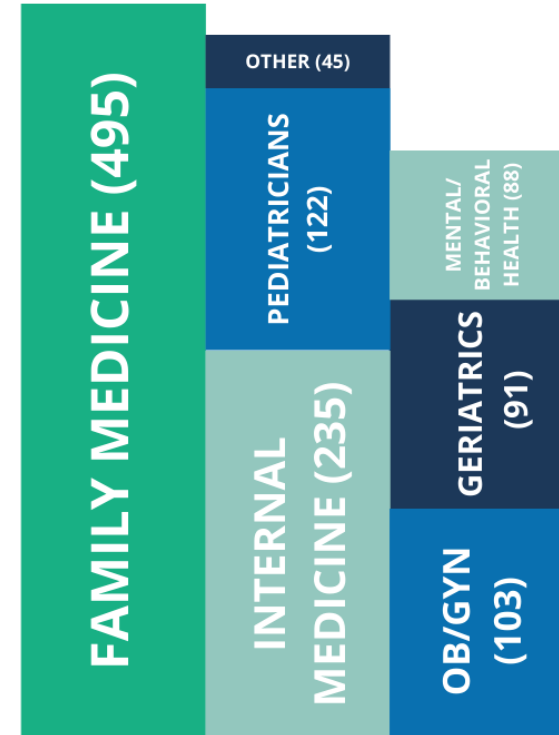 FAMILY MEDICINE (495)
OTHER (45)
PEDIATRICIANS
(122)
INTERNAL
MEDICINE (235)
MENTAL/
BEHAVIORAL
HEALTH (88)
GERIATRICS
(91)
OB/GYN
(103)